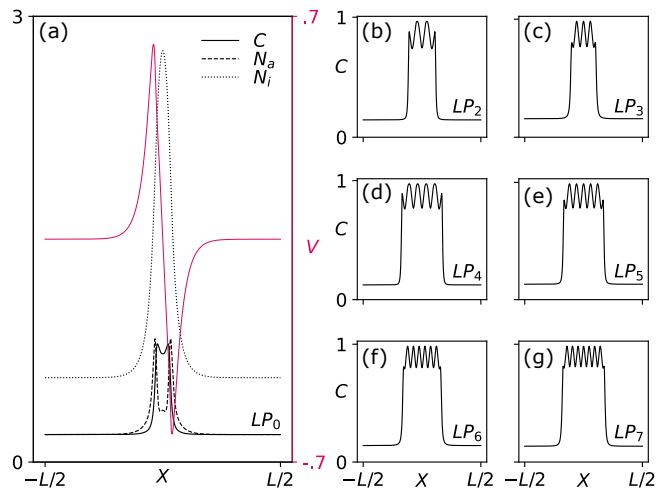 3
(a)
C
N_a
N_i
.7
V
-.7
LP_0
0
−L/2
X
L/2
1
(b)
C
LP_2
0
(c)
LP_3
1
(d)
C
LP_4
0
(e)
LP_5
1
(f)
C
LP_6
0
−L/2
X
L/2
(g)
LP_7
−L/2
X
L/2